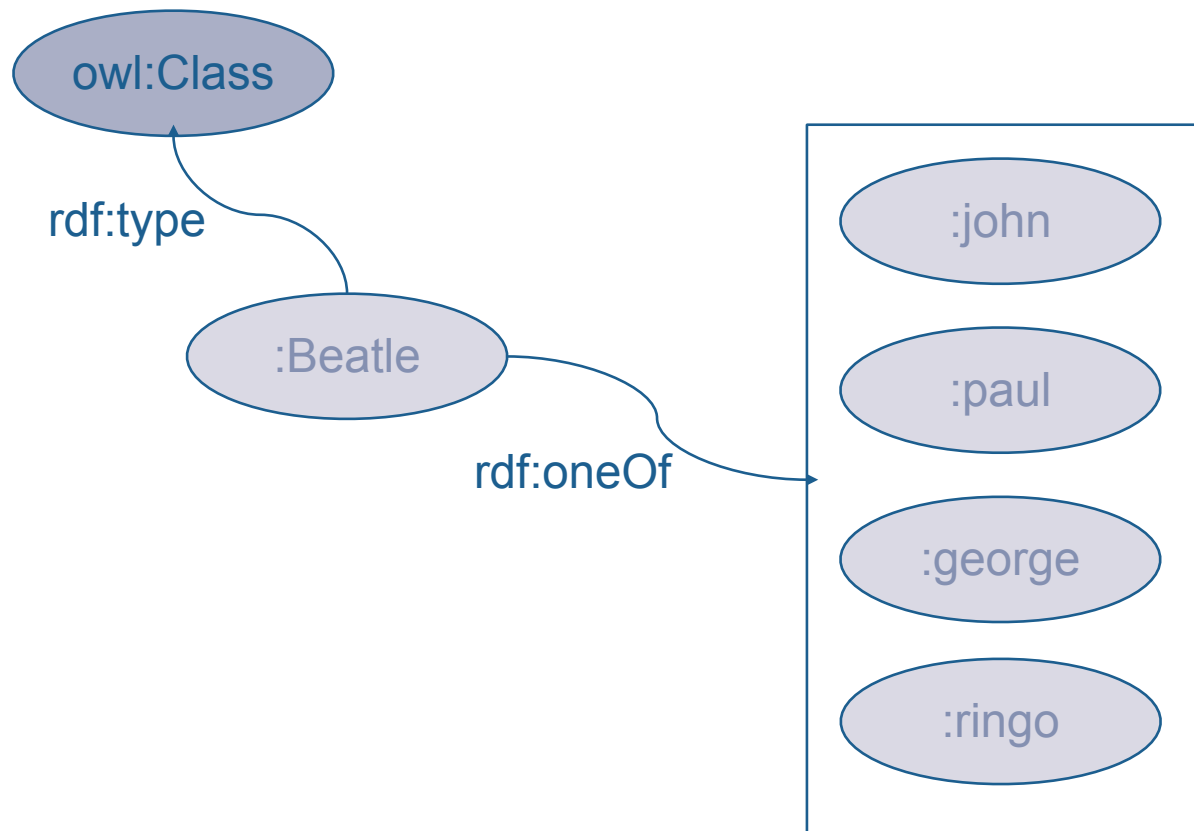 owl:Class
rdf:type
:Beatle
rdf:oneOf
:john
:paul
:george
:ringo